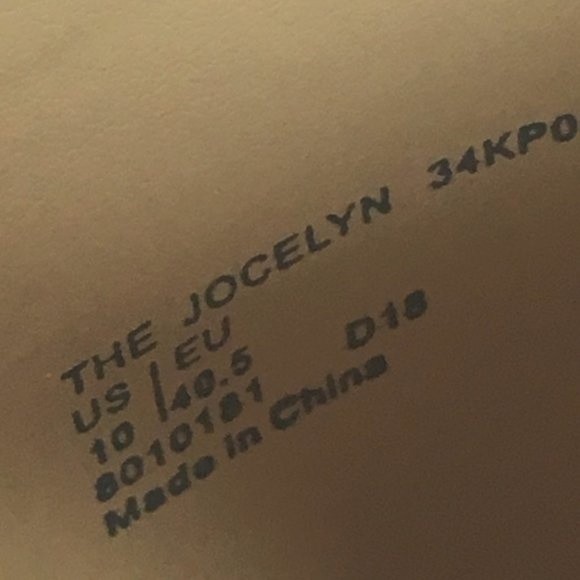 THE JOCELYN 34KP0
US | EU
10 | 40.5 D18
8010181
Made in China